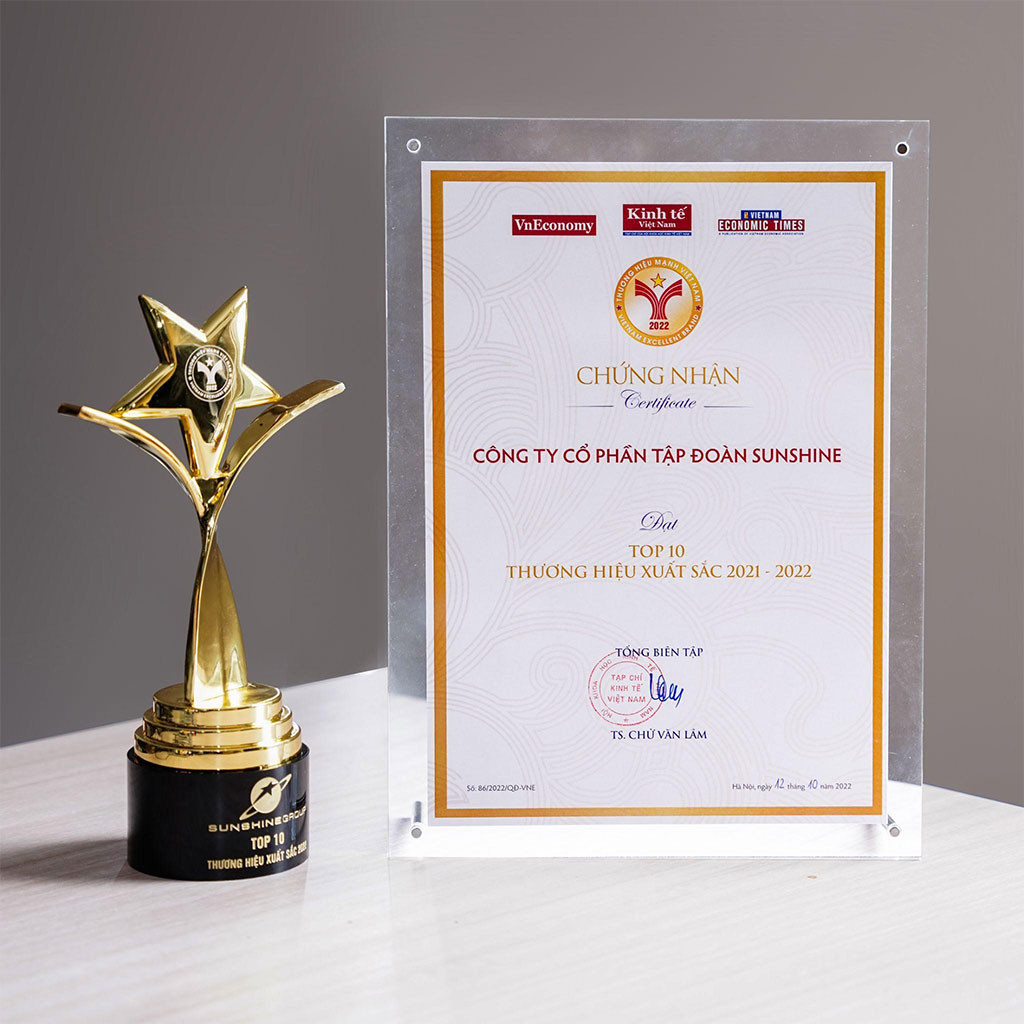 VnEconomy
Kinh tế
Việt Nam
VIETNAM
ECONOMIC TIMES
A PUBLICATION OF VIETNAM ECONOMIC ASSOCIATION
THƯƠNG HIỆU MẠNH VIỆT NAM
2022
VIETNAM EXCELLENT BRAND
CHỨNG NHẬN
Certificate
CÔNG TY CỔ PHẦN TẬP ĐOÀN SUNSHINE
Đạt
TOP 10
THƯƠNG HIỆU XUẤT SẮC 2021 - 2022
TỔNG BIÊN TẬP
TẠP CHÍ
KINH TẾ
VIỆT NAM
TS. CHỬ VĂN LÂM
Số: 86/2022/QĐ-VNE
Hà Nội, ngày 12 tháng 10 năm 2022
SUNSHINE GROUP
TOP 10
THƯƠNG HIỆU XUẤT SẮC